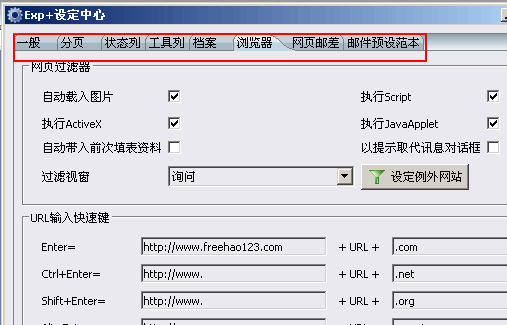 Exp+设定中心
一般 分页 状态列 工具列 档案 浏览器 网页邮差 邮件预设范本
网页过滤器
自动载入图片 执行Script
执行ActiveX 执行JavaApplet
自动带入前次填表资料 以提示取代讯息对话框
过滤视窗 询问 设定例外网站
URL输入快速键
Enter= http://www.freehao123.com + URL + .com
Ctrl+Enter= http://www. + URL + .net
Shift+Enter= http://www. + URL + .org